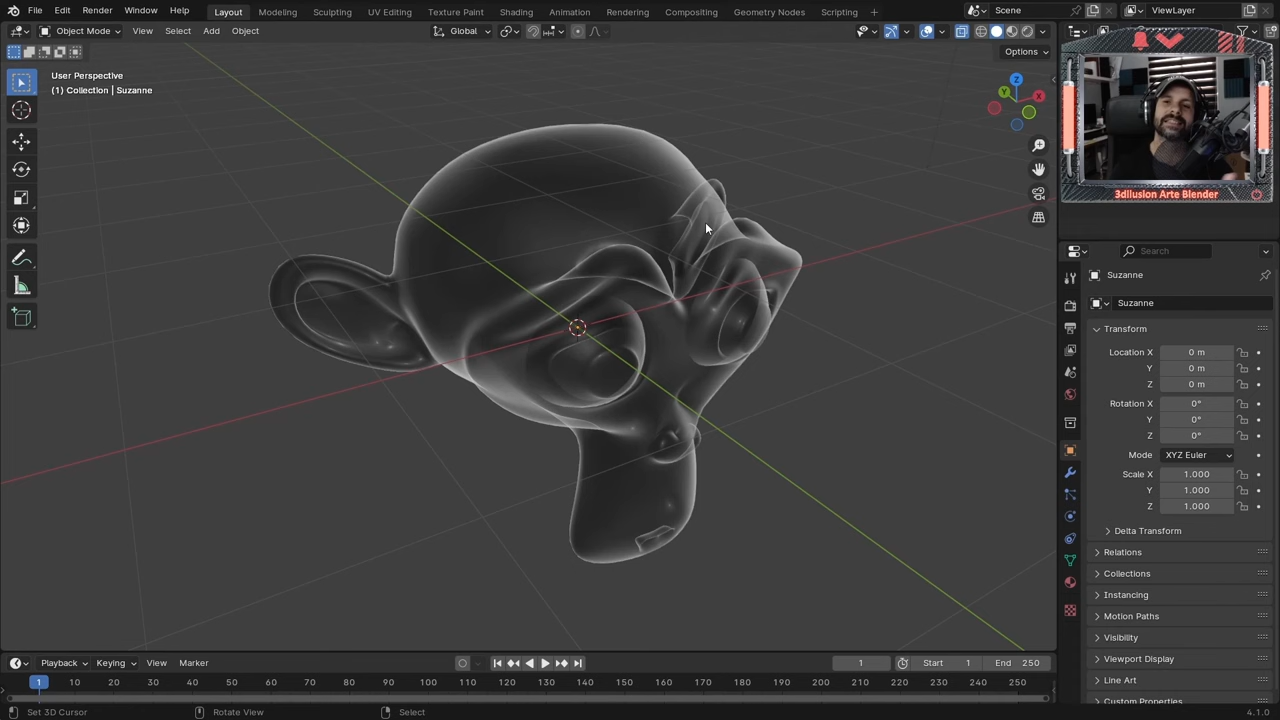 File Edit Render Window Help Layout Modeling Sculpting UV Editing Texture Paint Shading Animation Rendering Compositing Geometry Nodes Scripting + Scene ViewLayer
Object Mode View Select Add Object Global
Options
User Perspective
(1) Collection | Suzanne
Z
Y
X
3dIlusion Arte Blender
Search
Suzanne
Suzanne
Transform
Location X 0 m
Y 0 m
Z 0 m
Rotation X 0°
Y 0°
Z 0°
Mode XYZ Euler
Scale X 1.000
Y 1.000
Z 1.000
Delta Transform
Relations
Collections
Instancing
Motion Paths
Visibility
Viewport Display
Line Art
Custom Properties
Playback Keying View Marker 1 Start 1 End 250
1 10 20 30 40 50 60 70 80 90 100 110 120 130 140 150 160 170 180 190 200 210 220 230 240 250
Set 3D Cursor Rotate View Select 4.1.0